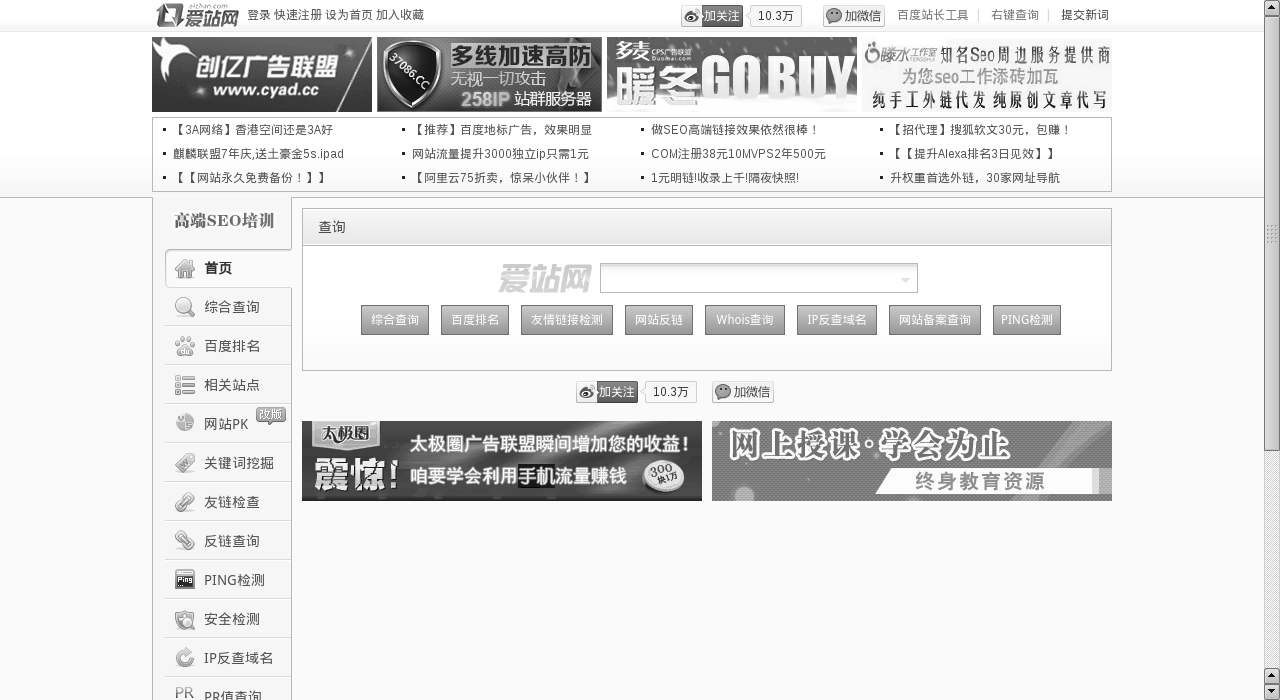 aizhan.com
爱站网 登录 快速注册 设为首页 加入收藏 加关注 10.3万 加微信 百度站长工具 | 右键查询 | 提交新词
创亿广告联盟
www.cyad.cc
37086.CC
多线加速高防
无视一切攻击
258IP 站群服务器
多麦 CPS广告联盟
Duomai.com
暖冬 GO BUY
滕水工作室 知名Seo周边服务提供商
TENGSHUI
为您seo工作添砖加瓦
纯手工外链代发 纯原创文章代写
【3A网络】香港空间还是3A好
【推荐】百度地标广告，效果明显
做SEO高端链接效果依然很棒！
【招代理】搜狐软文30元，包赚！
麒麟联盟7年庆,送土豪金5s.ipad
网站流量提升3000独立ip只需1元
COM注册38元10MVPS2年500元
【【提升Alexa排名3日见效】】
【【网站永久免费备份！】】
【阿里云75折卖，惊呆小伙伴！】
1元明链!收录上千!隔夜快照!
升权重首选外链，30家网址导航
高端SEO培训
首页
综合查询
百度排名
相关站点
网站PK 改版
关键词挖掘
友链检查
反链查询
Ping
PING检测
安全检测
IP反查域名
PR
PR值查询
查询
爱站网
综合查询 百度排名 友情链接检测 网站反链 Whois查询 IP反查域名 网站备案查询 PING检测
加关注 10.3万 加微信
太极圈 太极圈广告联盟瞬间增加您的收益！
震惊！ 咱要学会利用手机流量赚钱 300块1万
网上授课·学会为止
终身教育资源